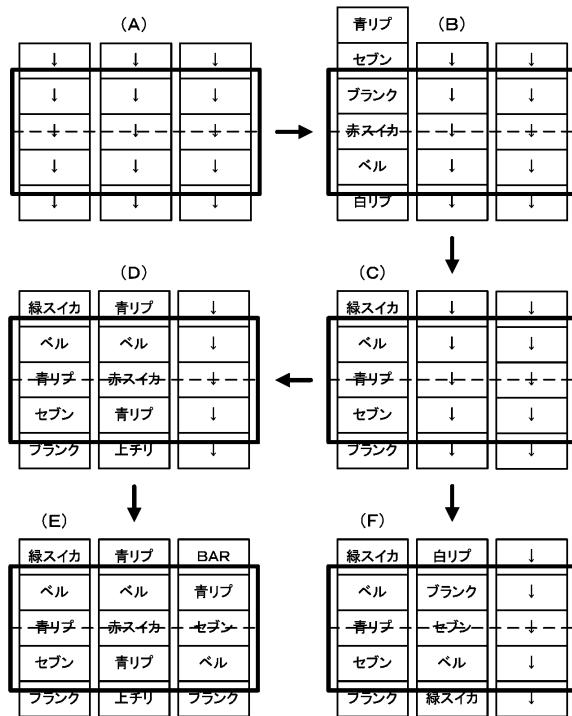 (A)
↓ ↓ ↓
↓ ↓ ↓
↓ ↓ ↓
↓ ↓ ↓
↓ ↓ ↓
(B)
青リプ
セブン ↓ ↓
ブランク ↓ ↓
赤スイカ ↓ ↓
ベル ↓ ↓
白リプ ↓ ↓
(D)
緑スイカ 青リプ ↓
ベル ベル ↓
青リプ 赤スイカ ↓
セブン 青リプ ↓
ブランク 上チリ ↓
(C)
緑スイカ ↓ ↓
ベル ↓ ↓
青リプ ↓ ↓
セブン ↓ ↓
ブランク ↓ ↓
(E)
緑スイカ 青リプ BAR
ベル ベル 青リプ
青リプ 赤スイカ セブン
セブン 青リプ ベル
ブランク 上チリ ブランク
(F)
緑スイカ 白リプ ↓
ベル ブランク ↓
青リプ セブン ↓
セブン ベル ↓
ブランク 緑スイカ ↓